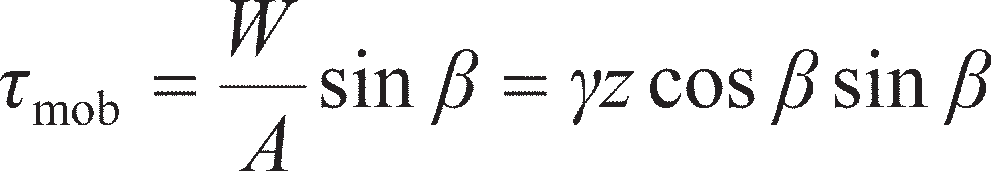 τ_mob = W/A sin β = γz cos β sin β